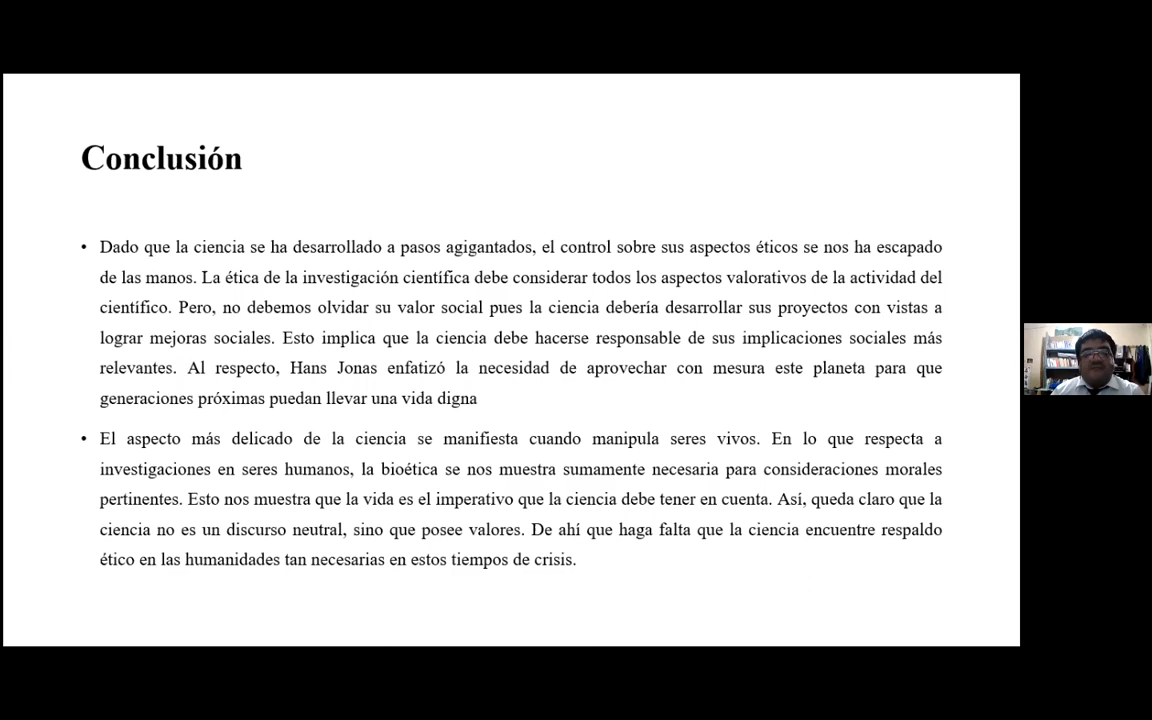 Conclusión
• Dado que la ciencia se ha desarrollado a pasos agigantados, el control sobre sus aspectos éticos se nos ha escapado
de las manos. La ética de la investigación científica debe considerar todos los aspectos valorativos de la actividad del
científico. Pero, no debemos olvidar su valor social pues la ciencia debería desarrollar sus proyectos con vistas a
lograr mejoras sociales. Esto implica que la ciencia debe hacerse responsable de sus implicaciones sociales más
relevantes. Al respecto, Hans Jonas enfatizó la necesidad de aprovechar con mesura este planeta para que
generaciones próximas puedan llevar una vida digna
• El aspecto más delicado de la ciencia se manifiesta cuando manipula seres vivos. En lo que respecta a
investigaciones en seres humanos, la bioética se nos muestra sumamente necesaria para consideraciones morales
pertinentes. Esto nos muestra que la vida es el imperativo que la ciencia debe tener en cuenta. Así, queda claro que la
ciencia no es un discurso neutral, sino que posee valores. De ahí que haga falta que la ciencia encuentre respaldo
ético en las humanidades tan necesarias en estos tiempos de crisis.